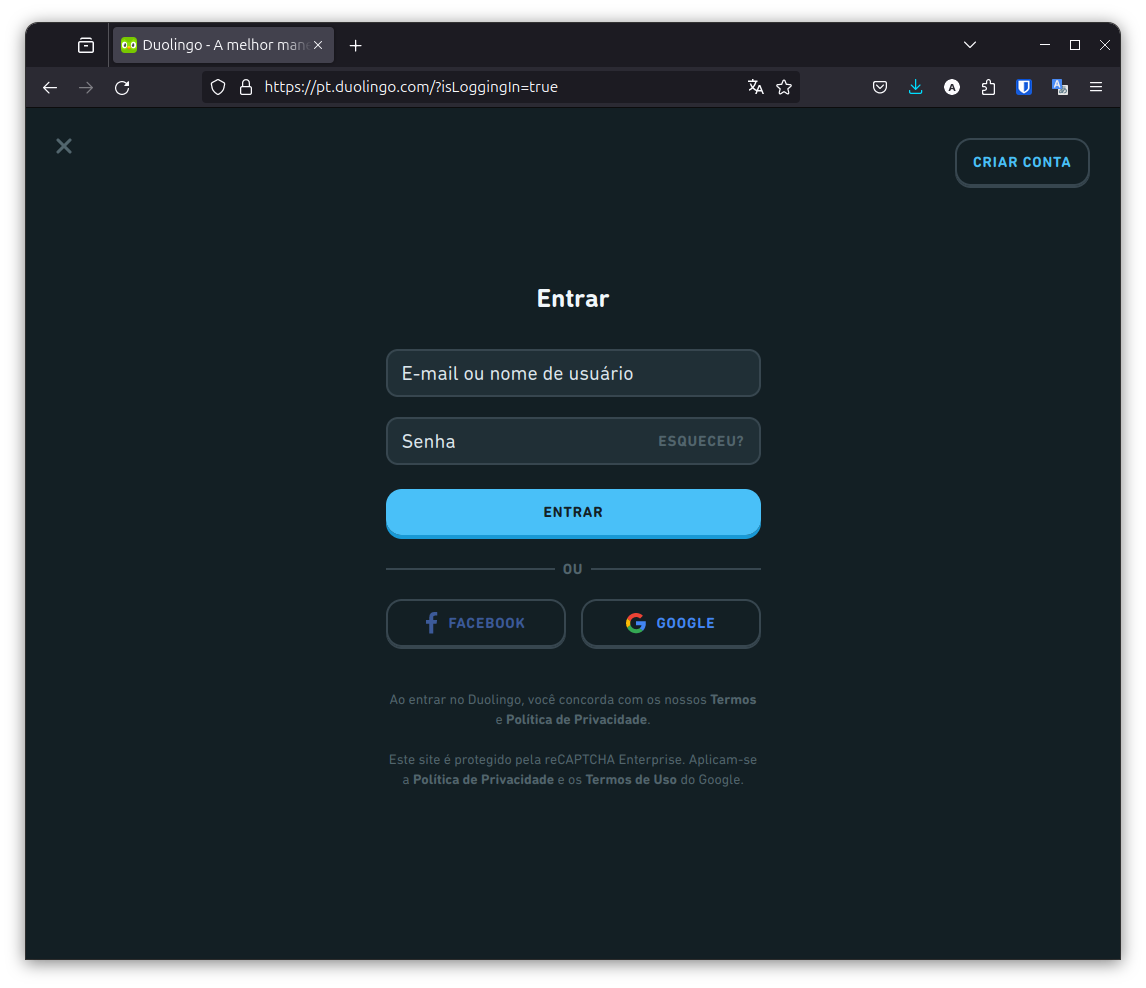 Duolingo - A melhor man
https://pt.duolingo.com/?isLoggingIn=true
CRIAR CONTA
Entrar
E-mail ou nome de usuário
Senha
ESQUECEU?
ENTRAR
OU
FACEBOOK
GOOGLE
Ao entrar no Duolingo, você concorda com os nossos Termos
e Política de Privacidade.
Este site é protegido pela reCAPTCHA Enterprise. Aplicam-se
a Política de Privacidade e os Termos de Uso do Google.